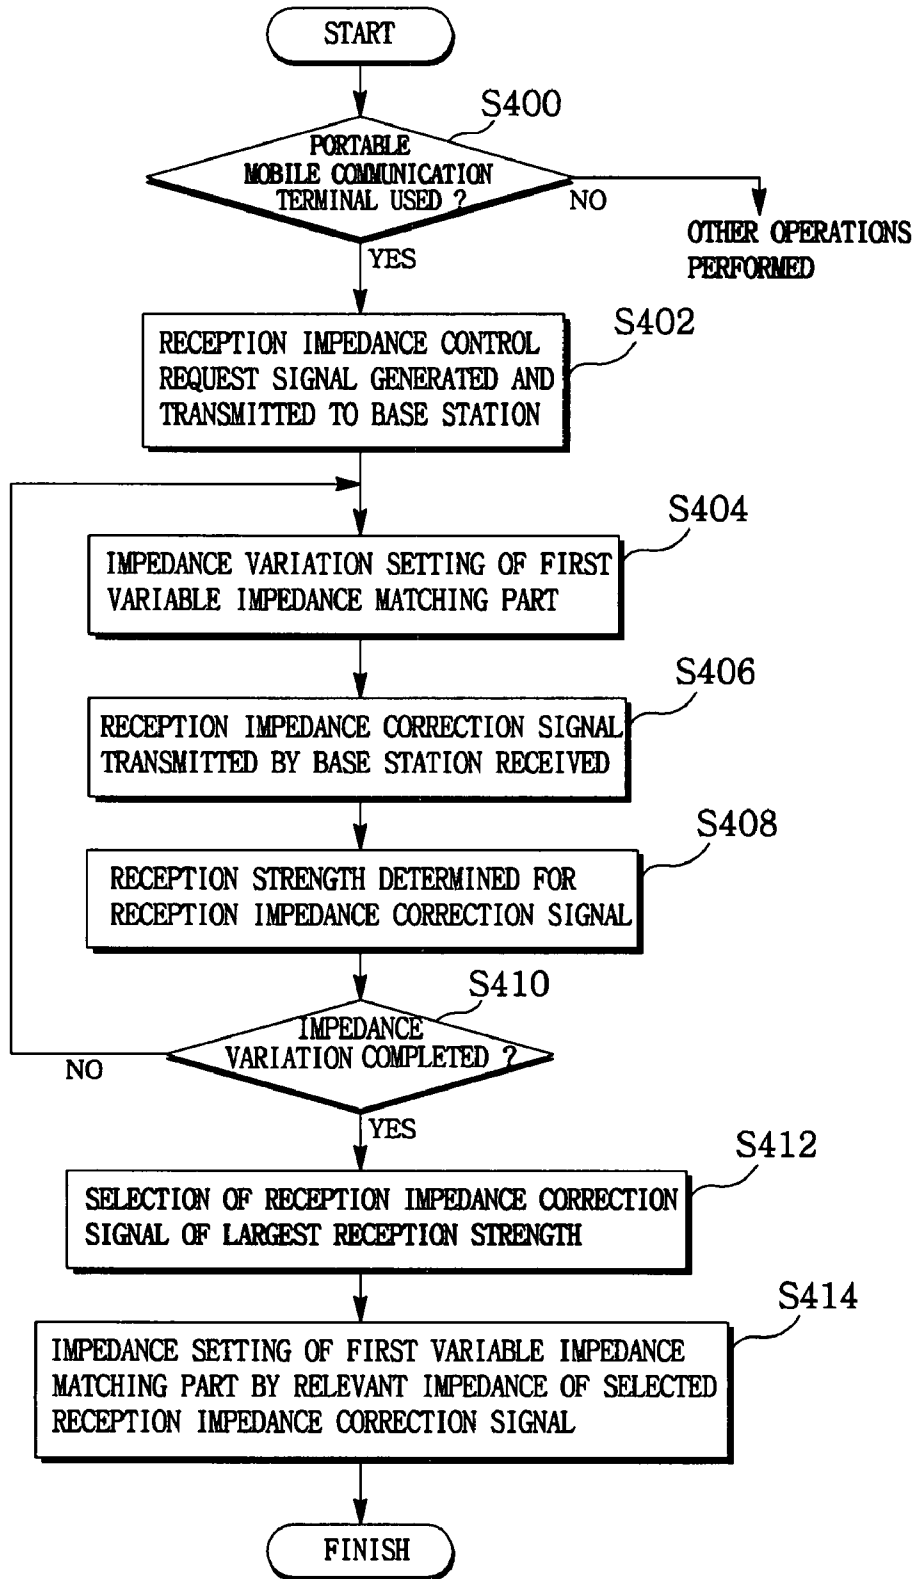 START
S400
PORTABLE
MOBILE COMMUNICATION
TERMINAL USED ?
NO
OTHER OPERATIONS
PERFORMED
YES
S402
RECEPTION IMPEDANCE CONTROL
REQUEST SIGNAL GENERATED AND
TRANSMITTED TO BASE STATION
S404
IMPEDANCE VARIATION SETTING OF FIRST
VARIABLE IMPEDANCE MATCHING PART
S406
RECEPTION IMPEDANCE CORRECTION SIGNAL
TRANSMITTED BY BASE STATION RECEIVED
S408
RECEPTION STRENGTH DETERMINED FOR
RECEPTION IMPEDANCE CORRECTION SIGNAL
S410
IMPEDANCE
VARIATION COMPLETED ?
NO
YES
S412
SELECTION OF RECEPTION IMPEDANCE CORRECTION
SIGNAL OF LARGEST RECEPTION STRENGTH
S414
IMPEDANCE SETTING OF FIRST VARIABLE IMPEDANCE
MATCHING PART BY RELEVANT IMPEDANCE OF SELECTED
RECEPTION IMPEDANCE CORRECTION SIGNAL
FINISH